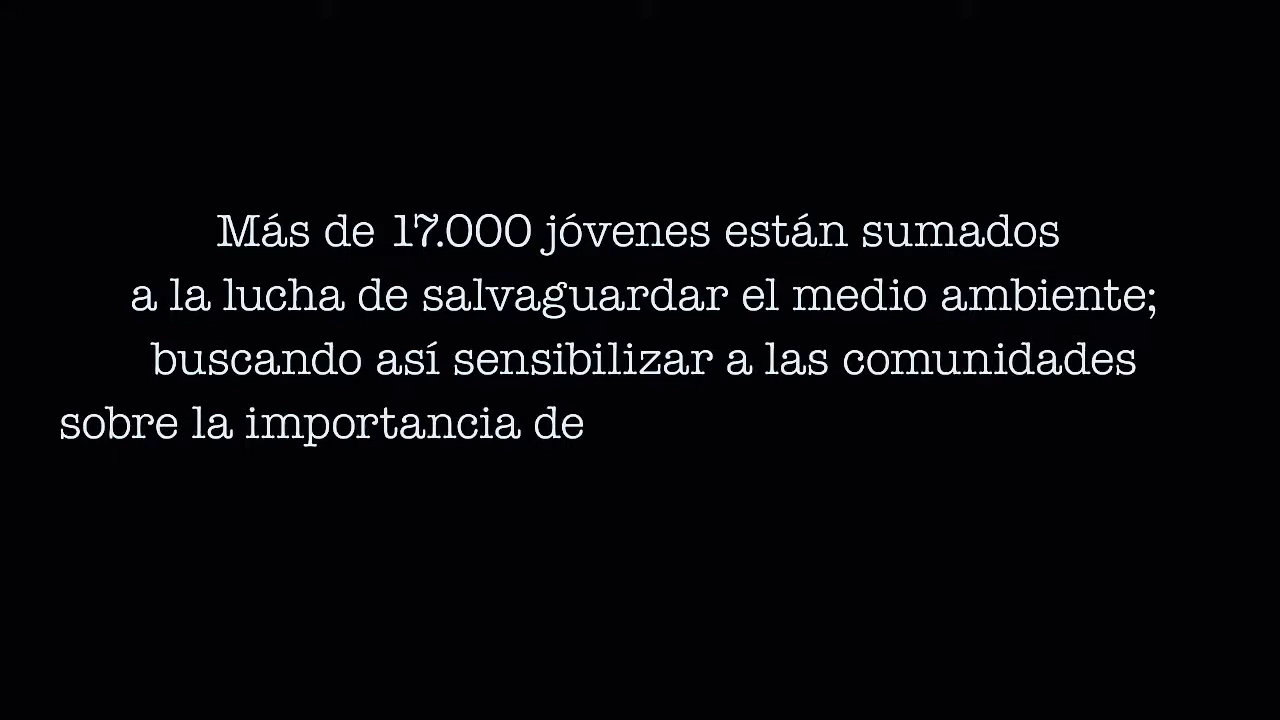 Más de 17.000 jóvenes están sumados
a la lucha de salvaguardar el medio ambiente;
buscando así sensibilizar a las comunidades
sobre la importancia de